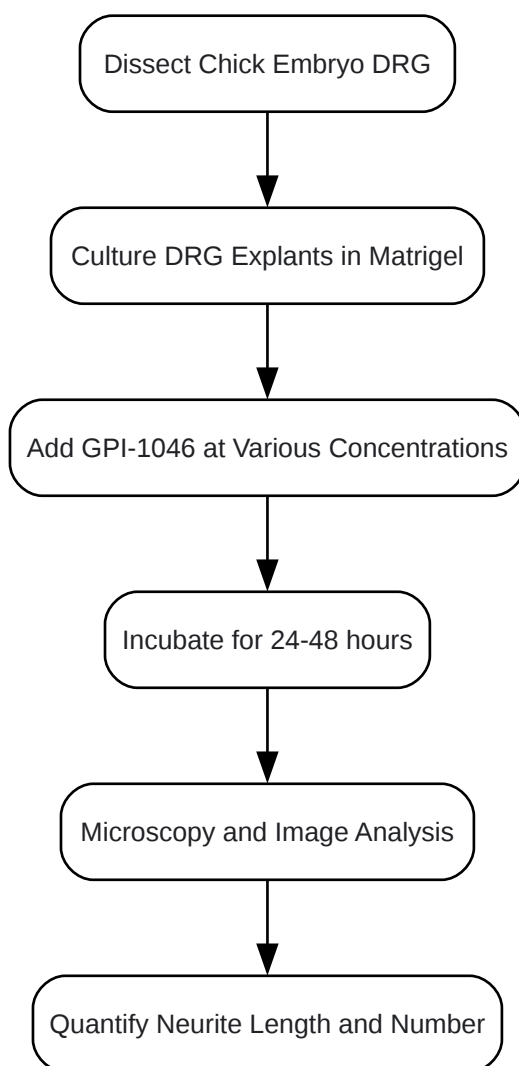 Dissect Chick Embryo DRG
Culture DRG Explants in Matrigel
Add GPI-1046 at Various Concentrations
Incubate for 24-48 hours
Microscopy and Image Analysis
Quantify Neurite Length and Number